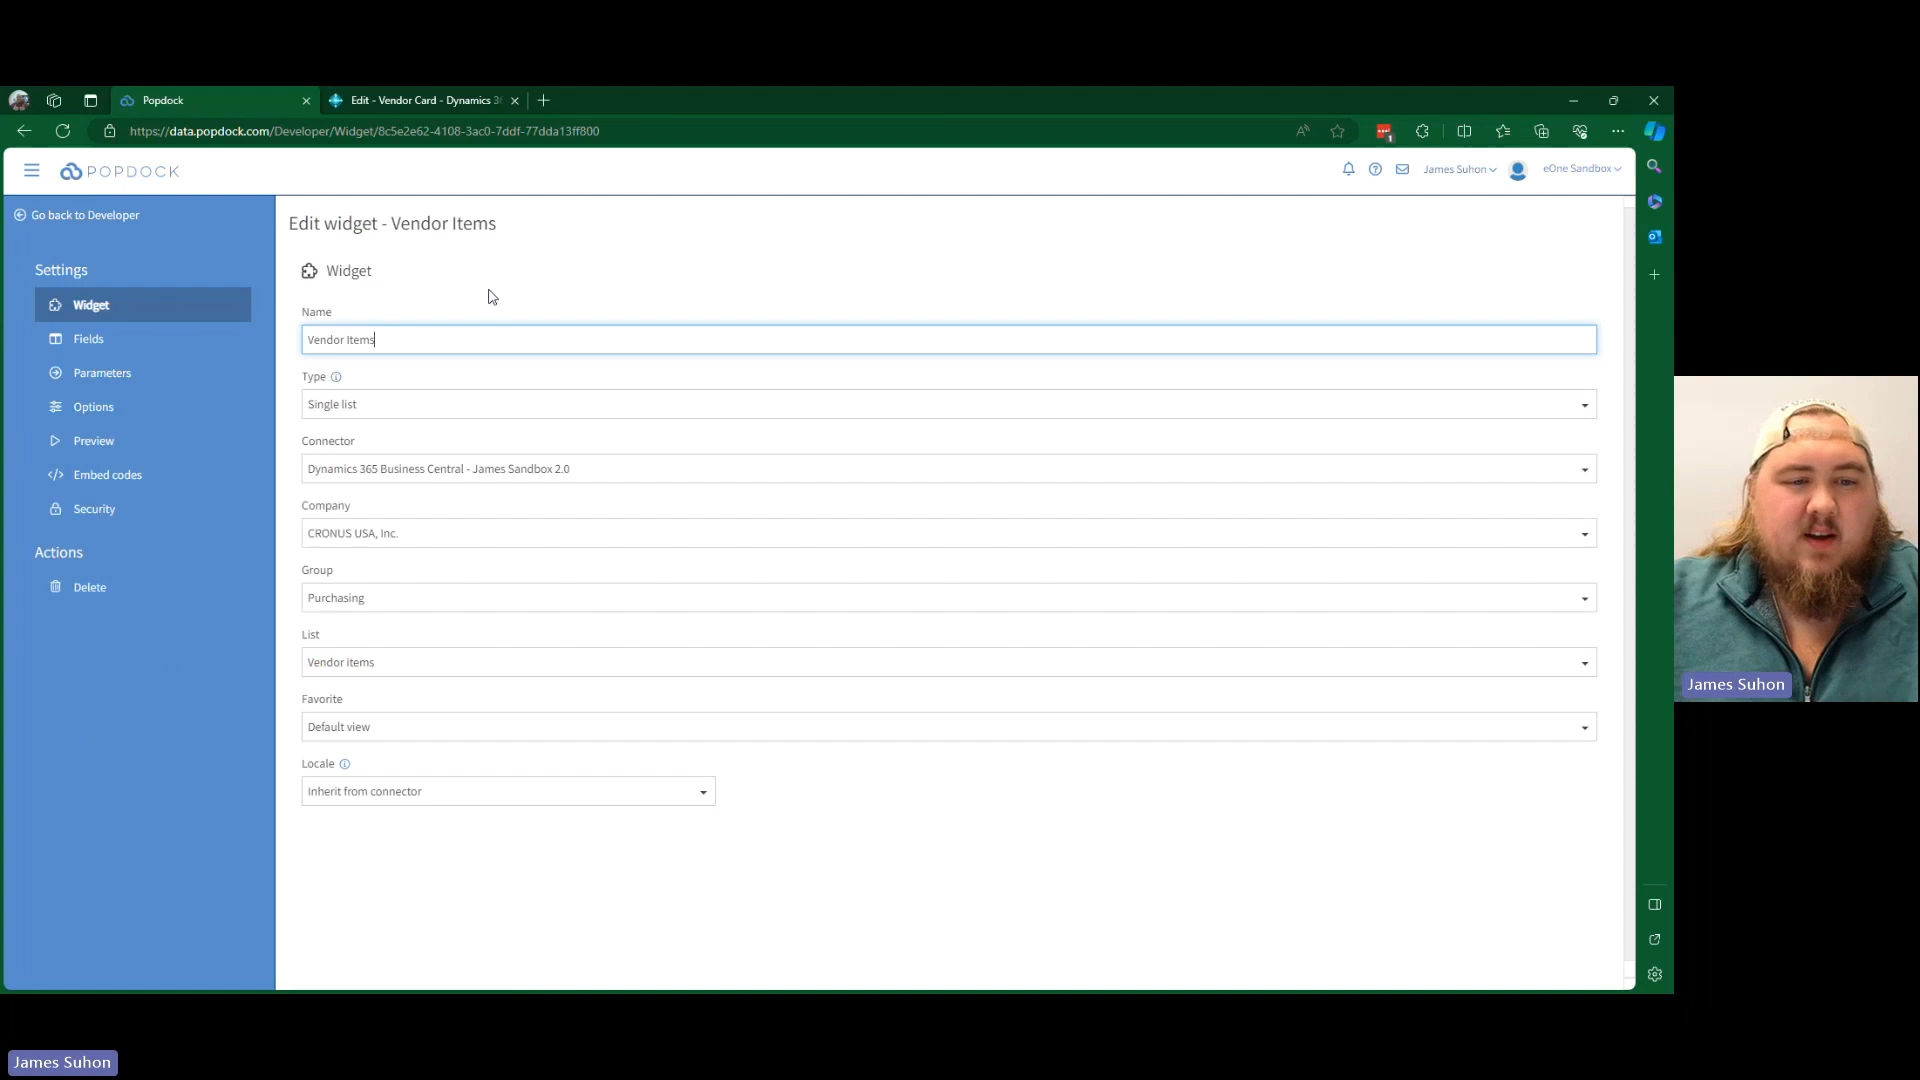 Popdock
Edit - Vendor Card - Dynamics 36
https://data.popdock.com/Developer/Widget/8c5e2e62-4108-3ac0-7ddf-77dda13ff800
1
POPDOCK
James Suhon
eOne Sandbox
Go back to Developer
Settings
Widget
Fields
Parameters
Options
Preview
Embed codes
Security
Actions
Delete
Edit widget - Vendor Items
Widget
Name
Vendor Items
Type
Single list
Connector
Dynamics 365 Business Central - James Sandbox 2.0
Company
CRONUS USA, Inc.
Group
Purchasing
List
Vendor items
Favorite
Default view
Locale
Inherit from connector
James Suhon
James Suhon